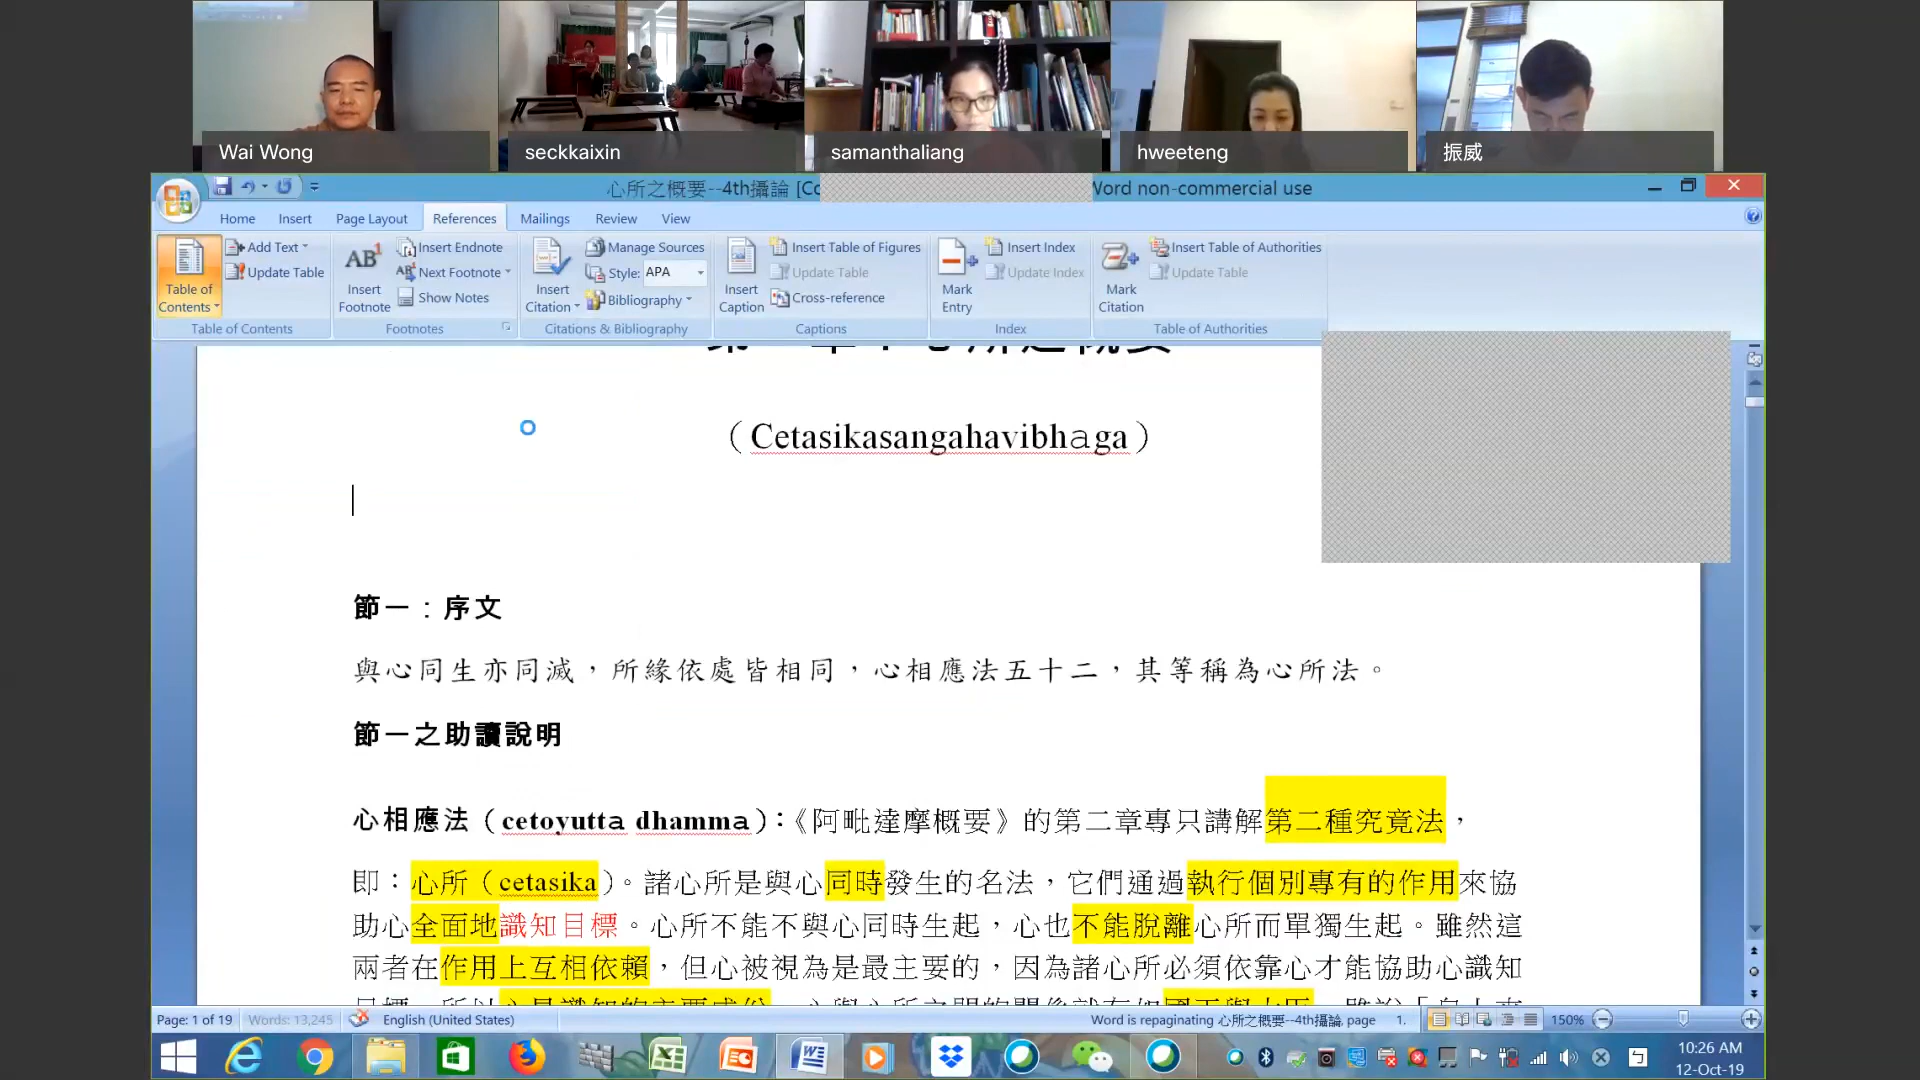 Wai Wong
seckkaixin
samanthaliang
hweeteng
振威
心所之概要--4th攝論 [Co
Word non-commercial use
Home Insert Page Layout References Mailings Review View
Table of Contents
Add Text
Update Table
Table of Contents
AB¹
Insert Footnote
Insert Endnote
Next Footnote
Show Notes
Footnotes
Insert Citation
Manage Sources
Style: APA
Bibliography
Citations & Bibliography
Insert Caption
Insert Table of Figures
Update Table
Cross-reference
Captions
Mark Entry
Insert Index
Update Index
Index
Mark Citation
Insert Table of Authorities
Update Table
Table of Authorities
（Cetasikasangahavibhaga）
節一：序文
與心同生亦同滅，所緣依處皆相同，心相應法五十二，其等稱為心所法。
節一之助讀說明
心相應法（cetoyutta dhamma）：《阿毗達摩概要》的第二章專只講解第二種究竟法，
即：心所（cetasika）。諸心所是與心同時發生的名法，它們通過執行個別專有的作用來協
助心全面地識知目標。心所不能不與心同時生起，心也不能脫離心所而單獨生起。雖然這
兩者在作用上互相依賴，但心被視為是最主要的，因為諸心所必須依靠心才能協助心識知
Page: 1 of 19 Words: 13,245 English (United States) Word is repaginating 心所之概要--4th攝論, page 1. 150%
10:26 AM
12-Oct-19